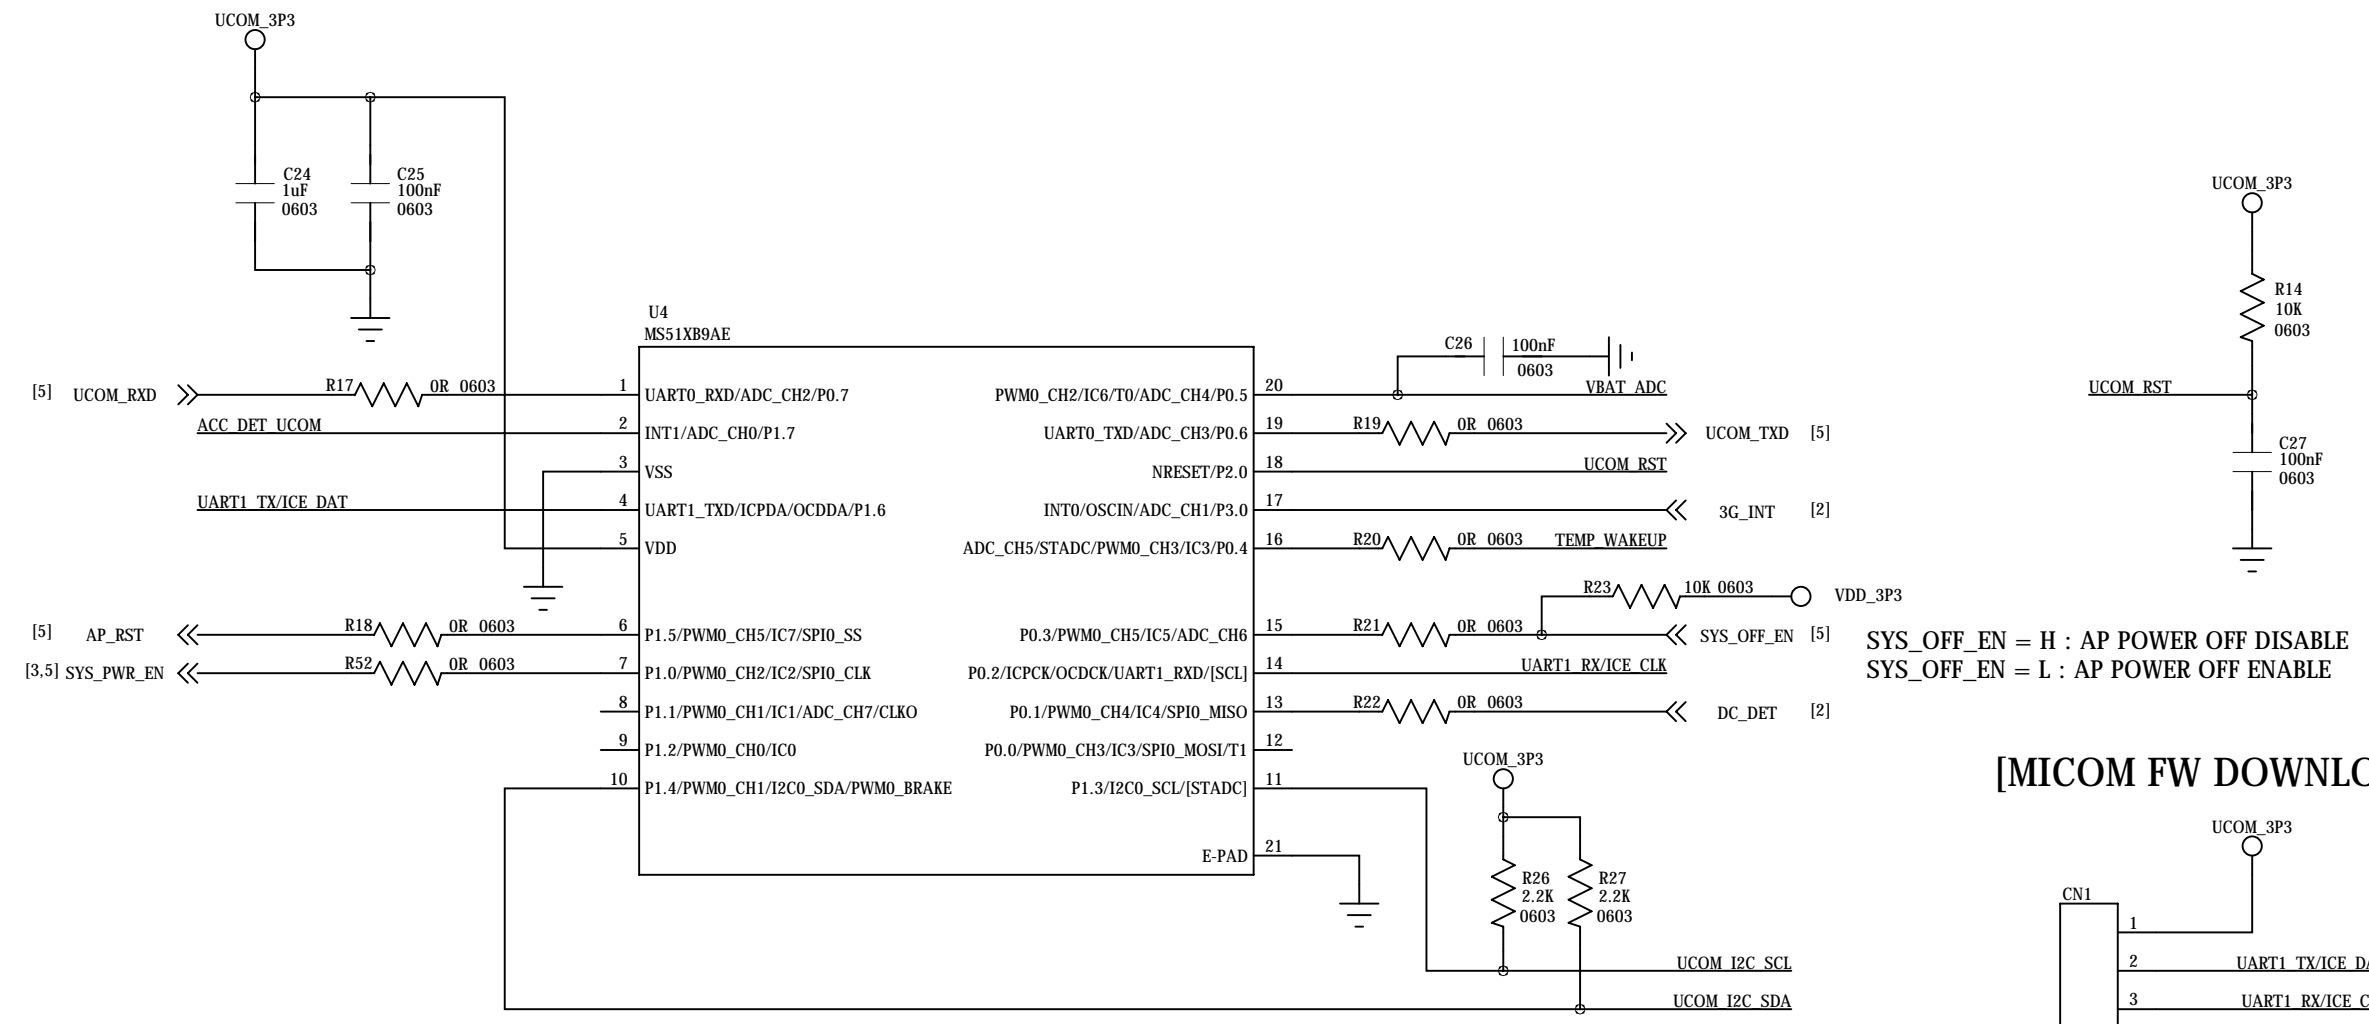 UCOM_3P3
C24
1uF
0603
C25
100nF
0603
UCOM_3P3
R14
10K
0603
UCOM_RST
C27
100nF
0603
U4
MS51XB9AE
C26 100nF
0603
[5] UCOM_RXD R17 0R 0603 1 UART0_RXD/ADC_CH2/P0.7
ACC_DET_UCOM 2 INT1/ADC_CH0/P1.7
3 VSS
UART1_TX/ICE_DAT 4 UART1_TXD/ICPDA/OCDDA/P1.6
5 VDD
[5] AP_RST R18 0R 0603 6 P1.5/PWM0_CH5/IC7/SPI0_SS
[3,5] SYS_PWR_EN R52 0R 0603 7 P1.0/PWM0_CH2/IC2/SPI0_CLK
8 P1.1/PWM0_CH1/IC1/ADC_CH7/CLKO
9 P1.2/PWM0_CH0/IC0
10 P1.4/PWM0_CH1/I2C0_SDA/PWM0_BRAKE
PWM0_CH2/IC6/T0/ADC_CH4/P0.5 20 VBAT_ADC
UART0_TXD/ADC_CH3/P0.6 19 R19 0R 0603 UCOM_TXD [5]
NRESET/P2.0 18 UCOM_RST
INT0/OSCIN/ADC_CH1/P3.0 17 3G_INT [2]
ADC_CH5/STADC/PWM0_CH3/IC3/P0.4 16 R20 0R 0603 TEMP_WAKEUP
R23 10K 0603 VDD_3P3
P0.3/PWM0_CH5/IC5/ADC_CH6 15 R21 0R 0603 SYS_OFF_EN [5]
P0.2/ICPCK/OCDCK/UART1_RXD/[SCL] 14 UART1_RX/ICE_CLK
P0.1/PWM0_CH4/IC4/SPI0_MISO 13 R22 0R 0603 DC_DET [2]
P0.0/PWM0_CH3/IC3/SPI0_MOSI/T1 12
P1.3/I2C0_SCL/[STADC] 11
E-PAD 21
SYS_OFF_EN = H : AP POWER OFF DISABLE
SYS_OFF_EN = L : AP POWER OFF ENABLE
UCOM_3P3
R26
2.2K
0603
R27
2.2K
0603
UCOM_I2C_SCL
UCOM_I2C_SDA
[MICOM FW DOWNLO
UCOM_3P3
CN1
1
2 UART1_TX/ICE_DA
3 UART1_RX/ICE_C